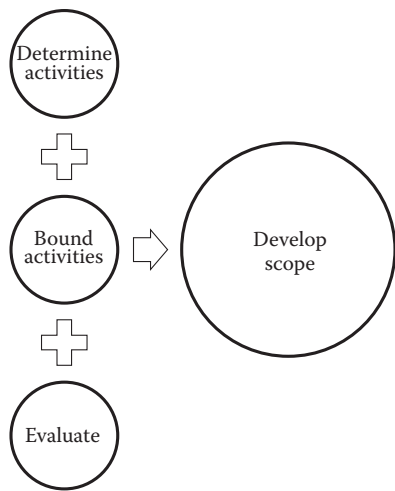 Determine
activities
Bound
activities
Develop
scope
Evaluate